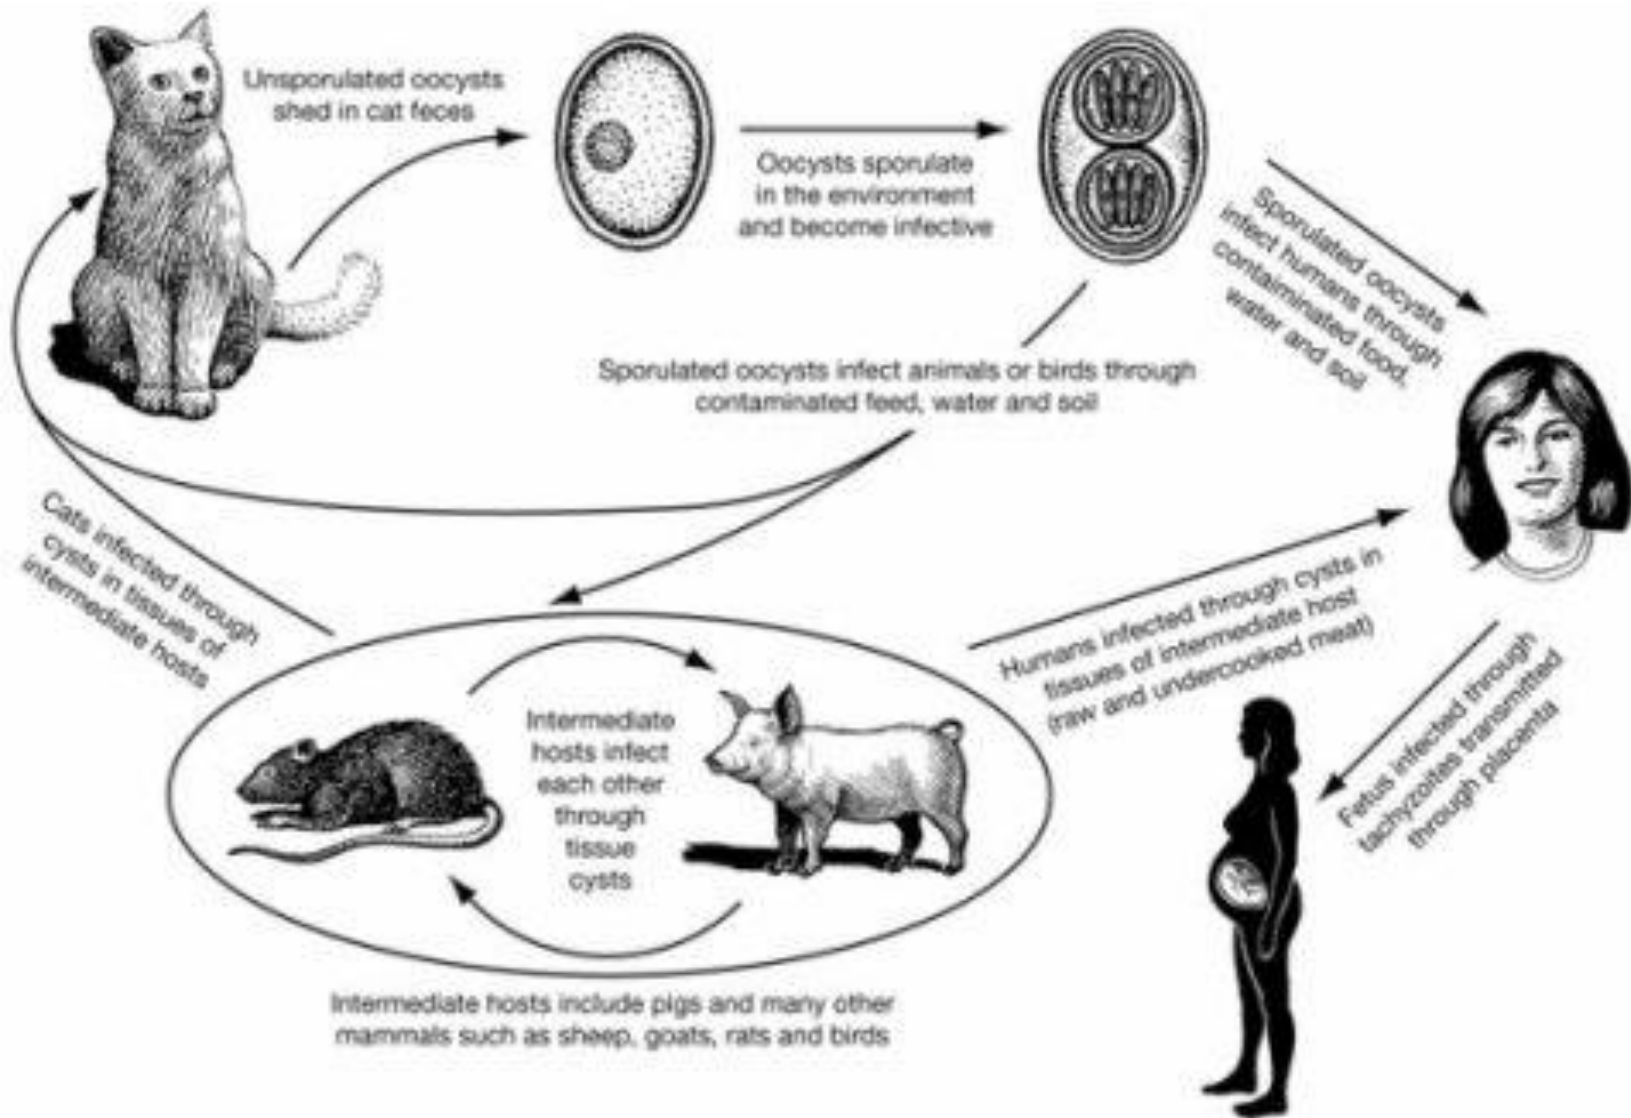 Unsporulated oocysts
shed in cat feces
Oocysts sporulate
in the environment
and become infective
Sporulated oocysts
infect humans through
contaminated food,
water and soil
Sporulated oocysts infect animals or birds through
contaminated feed, water and soil
Cats infected through
cysts in tissues of
intermediate hosts
Humans infected through cysts in
tissues of intermediate host
(raw and undercooked meat)
Intermediate
hosts infect
each other
through
tissue
cysts
Fetus infected through
tachyzoites transmitted
through placenta
Intermediate hosts include pigs and many other
mammals such as sheep, goats, rats and birds